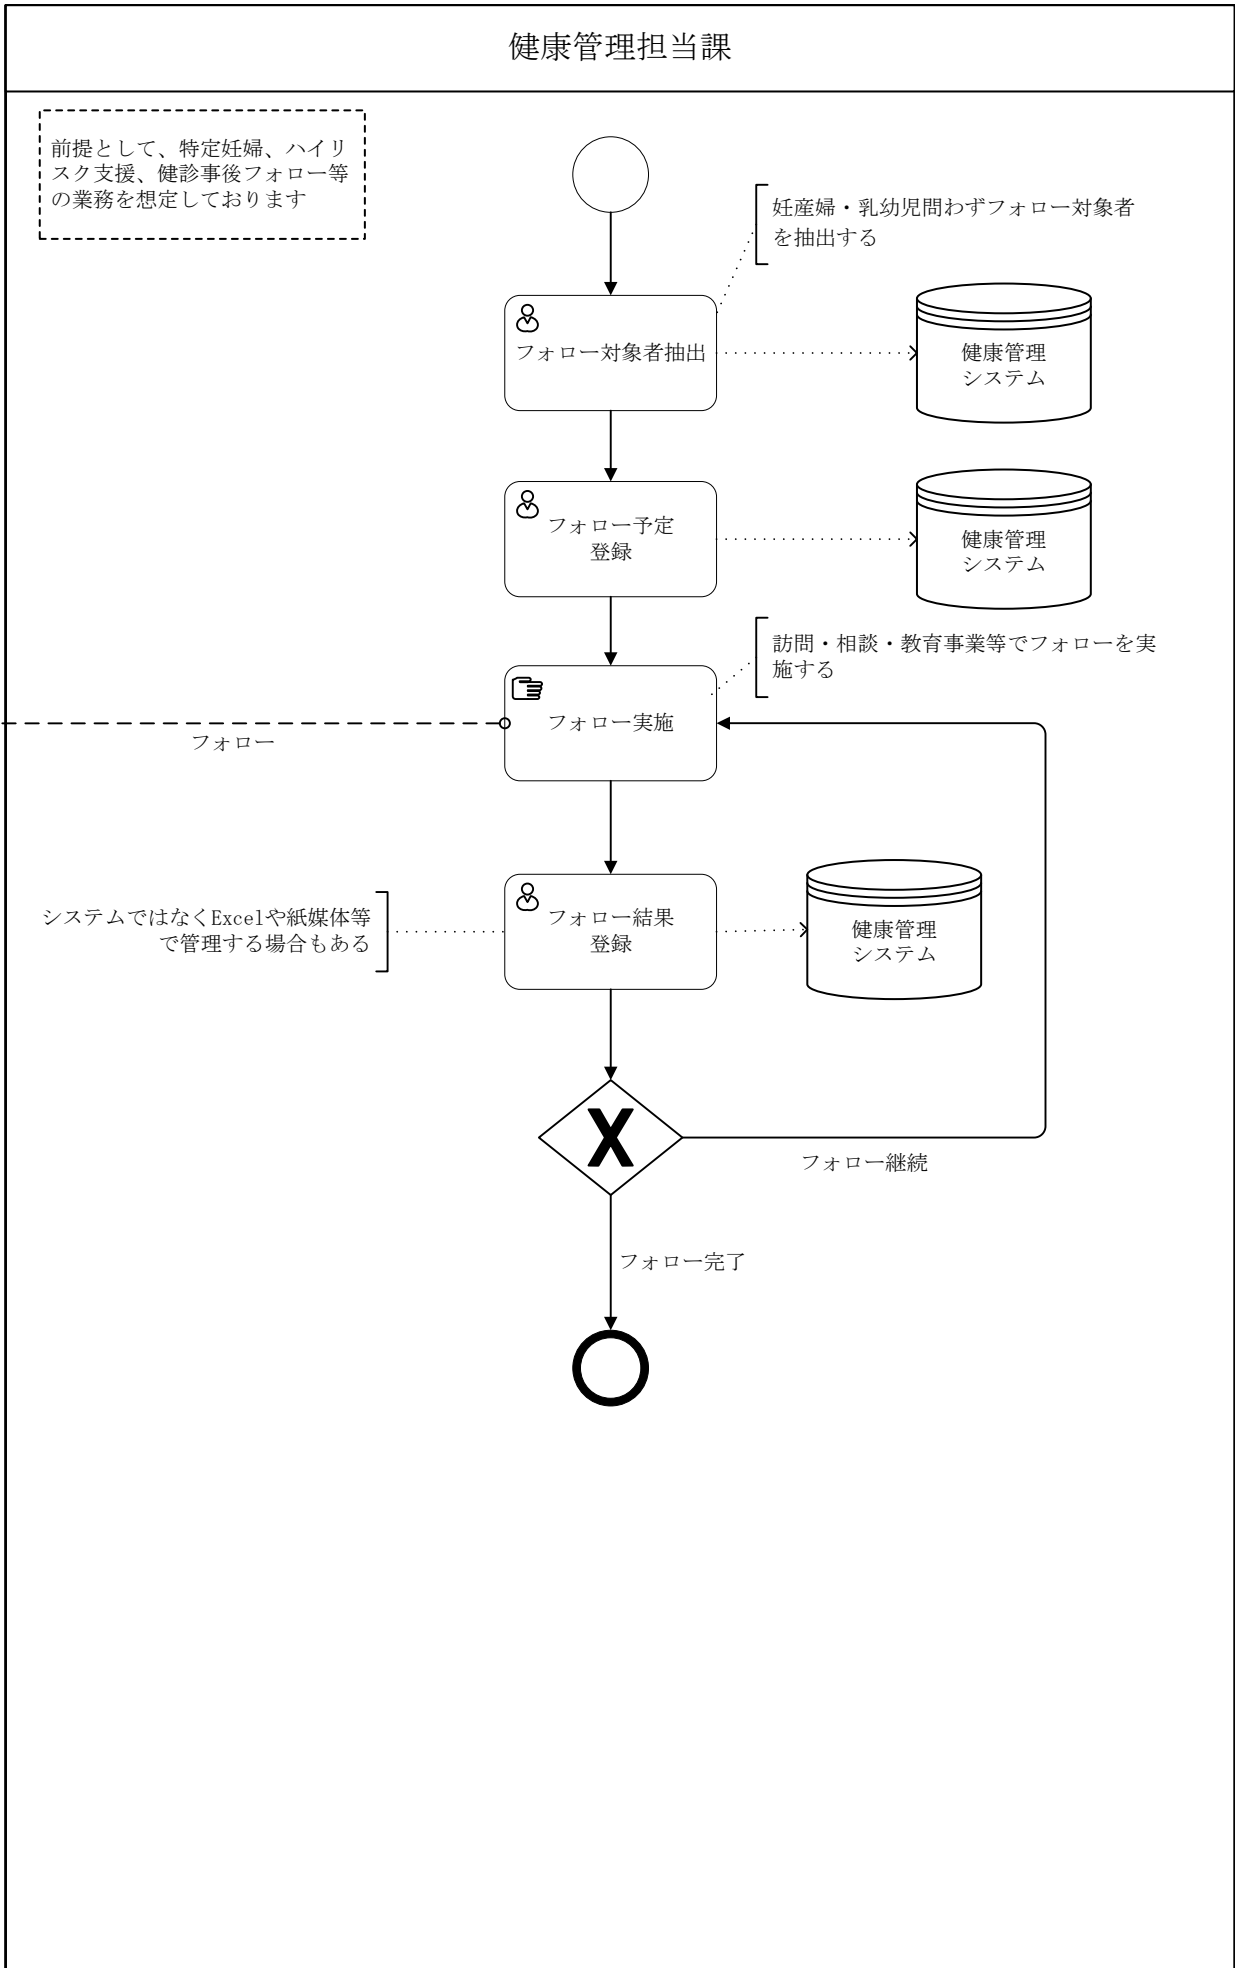 健康管理担当課
前提として、特定妊婦、ハイリ
スク支援、健診事後フォロー等
の業務を想定しております
妊産婦・乳幼児問わずフォロー対象者
を抽出する
フォロー対象者抽出
健康管理
システム
フォロー予定
登録
健康管理
システム
訪問・相談・教育事業等でフォローを実
施する
フォロー実施
フォロー
システムではなくExcelや紙媒体等
で管理する場合もある
フォロー結果
登録
健康管理
システム
X
フォロー継続
フォロー完了